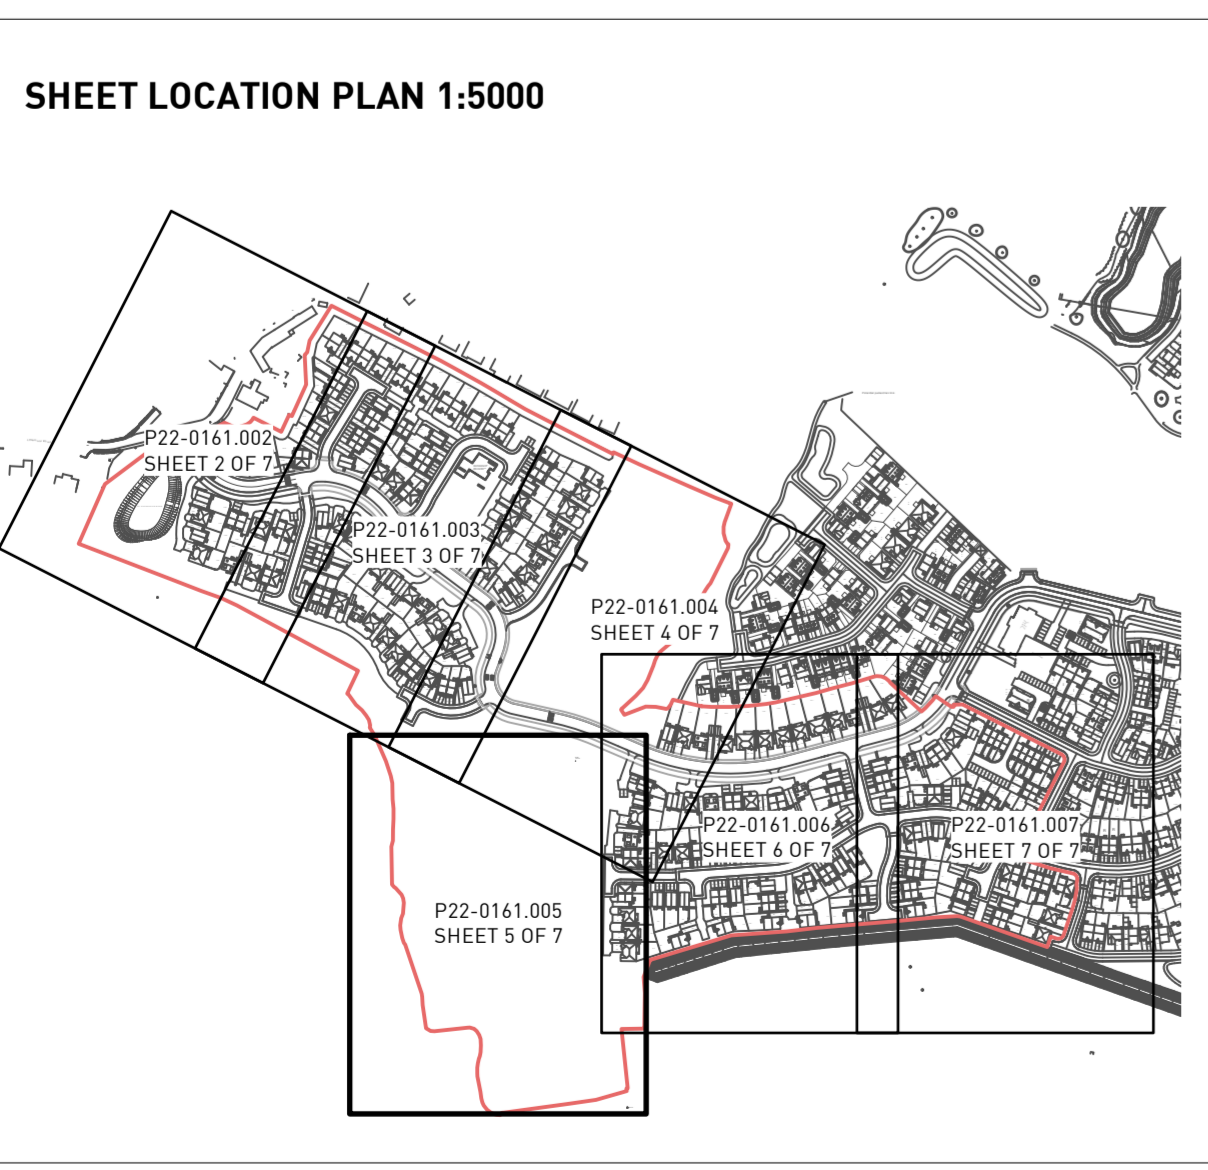 SHEET LOCATION PLAN 1:5000
P22-0161.002
SHEET 2 OF 7
P22-0161.003
SHEET 3 OF 7
P22-0161.004
SHEET 4 OF 7
P22-0161.006
SHEET 6 OF 7
P22-0161.007
SHEET 7 OF 7
P22-0161.005
SHEET 5 OF 7